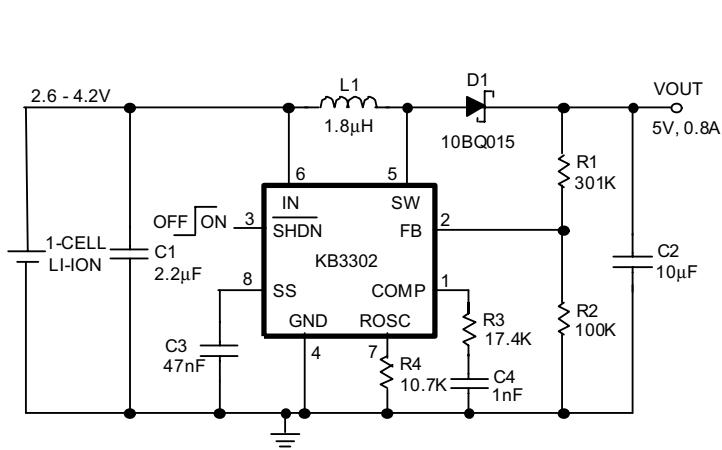 L1
1.8μH
D1
10BQ015
VOUT
5V, 0.8A
2.6 - 4.2V
6
5
IN
SW
R1
301K
OFF
ON
3
SHDN
FB
2
1-CELL
LI-ION
C1
2.2μF
KB3302
C2
10μF
8
SS
COMP
1
GND
ROSC
R3
17.4K
R2
100K
C3
47nF
4
7
R4
10.7K
C4
1nF